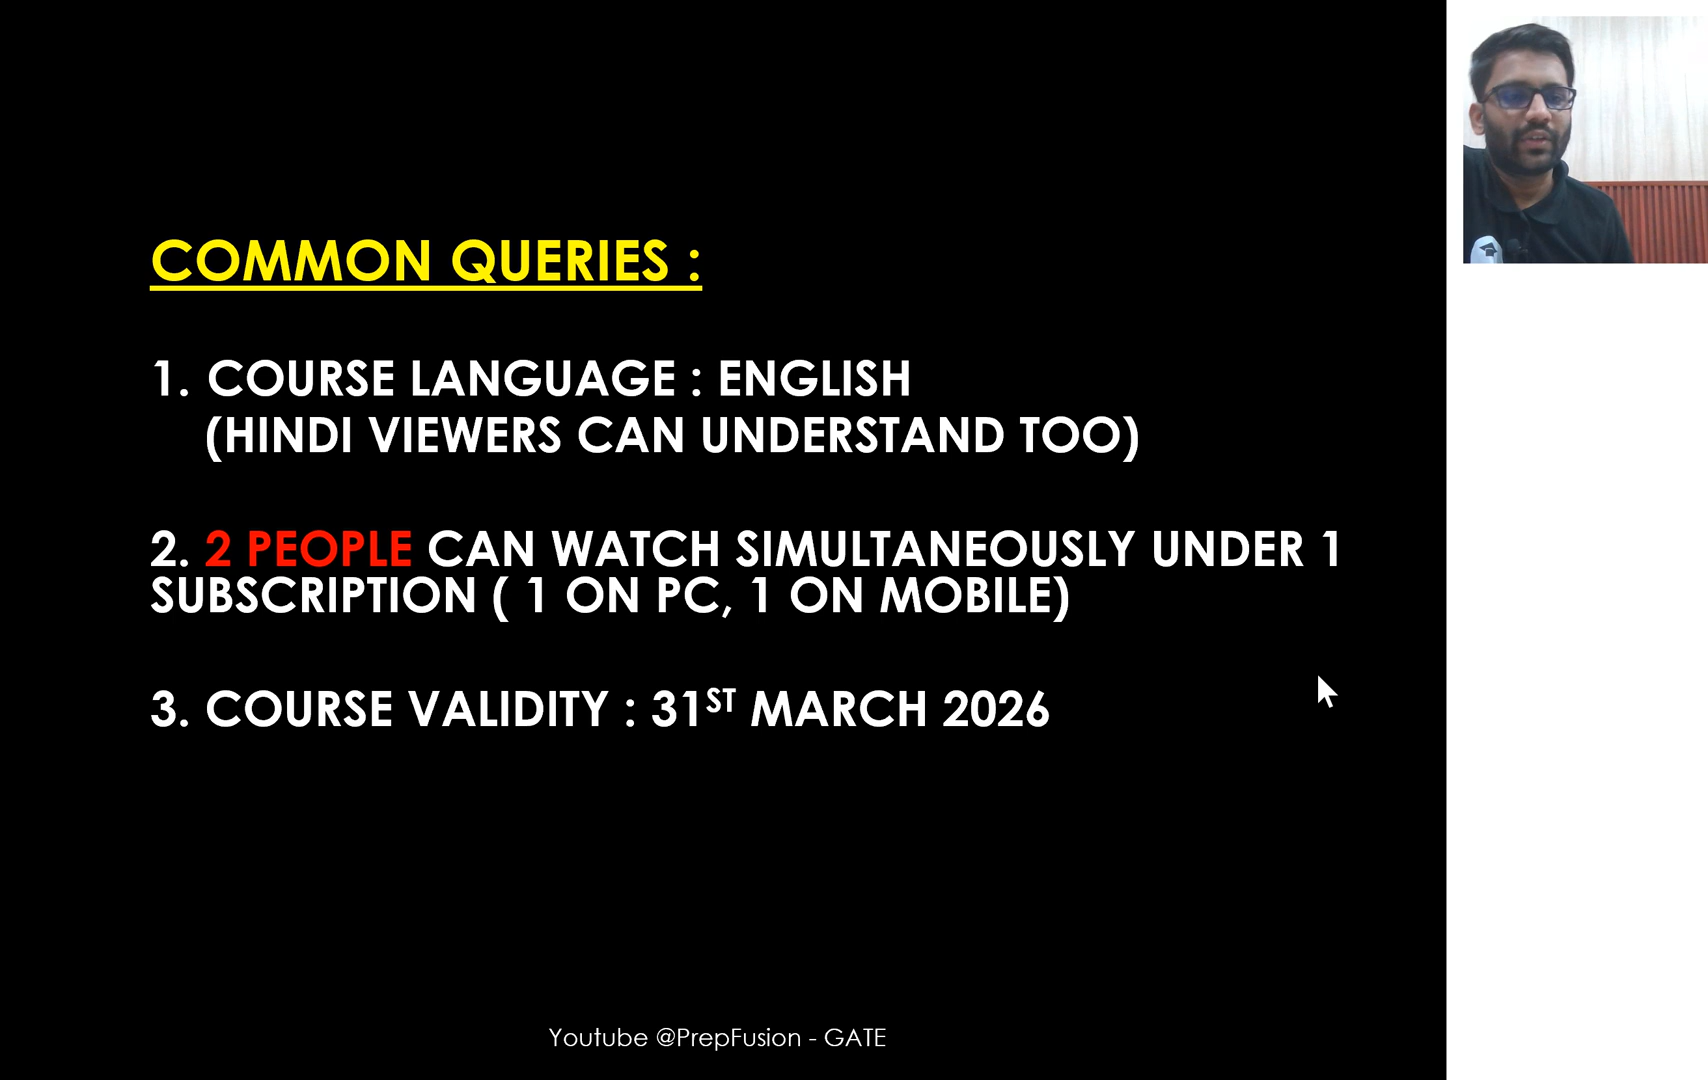 COMMON QUERIES :
1. COURSE LANGUAGE : ENGLISH
(HINDI VIEWERS CAN UNDERSTAND TOO)
2. 2 PEOPLE CAN WATCH SIMULTANEOUSLY UNDER 1
SUBSCRIPTION ( 1 ON PC, 1 ON MOBILE)
3. COURSE VALIDITY : 31ST MARCH 2026
Youtube @PrepFusion - GATE